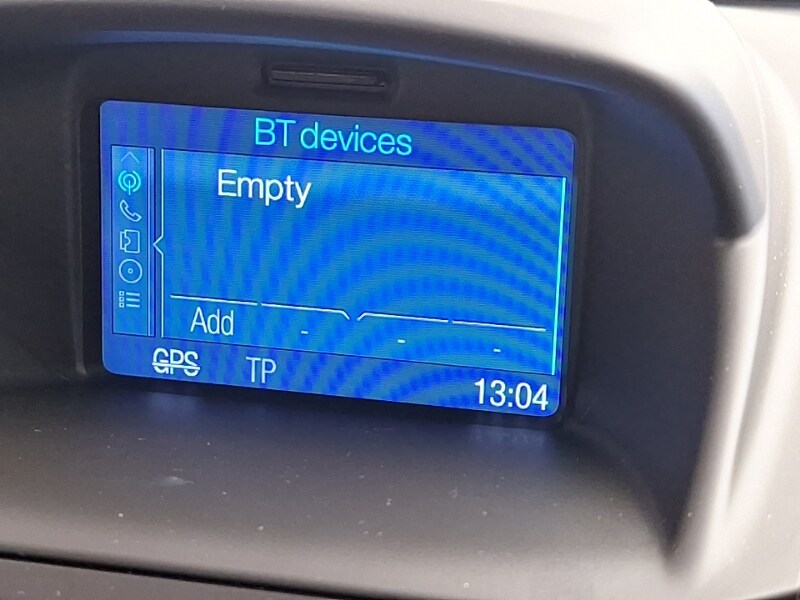 BT devices
Empty
Add - - -
GPS TP 13:04